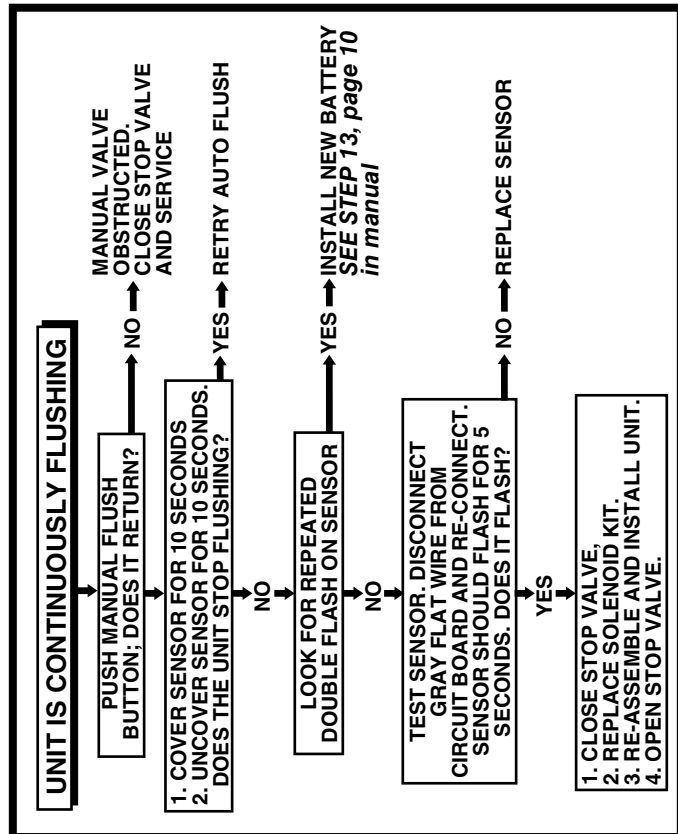 UNIT IS CONTINUOUSLY FLUSHING
PUSH MANUAL FLUSH
BUTTON; DOES IT RETURN?
NO
MANUAL VALVE
OBSTRUCTED.
CLOSE STOP VALVE
AND SERVICE
1. COVER SENSOR FOR 10 SECONDS
2. UNCOVER SENSOR FOR 10 SECONDS.
DOES THE UNIT STOP FLUSHING?
YES
RETRY AUTO FLUSH
NO
LOOK FOR REPEATED
DOUBLE FLASH ON SENSOR
YES
INSTALL NEW BATTERY
SEE STEP 13, page 10
in manual
NO
TEST SENSOR. DISCONNECT
GRAY FLAT WIRE FROM
CIRCUIT BOARD AND RE-CONNECT.
SENSOR SHOULD FLASH FOR 5
SECONDS. DOES IT FLASH?
NO
REPLACE SENSOR
YES
1. CLOSE STOP VALVE,
2. REPLACE SOLENOID KIT.
3. RE-ASSEMBLE AND INSTALL UNIT.
4. OPEN STOP VALVE.